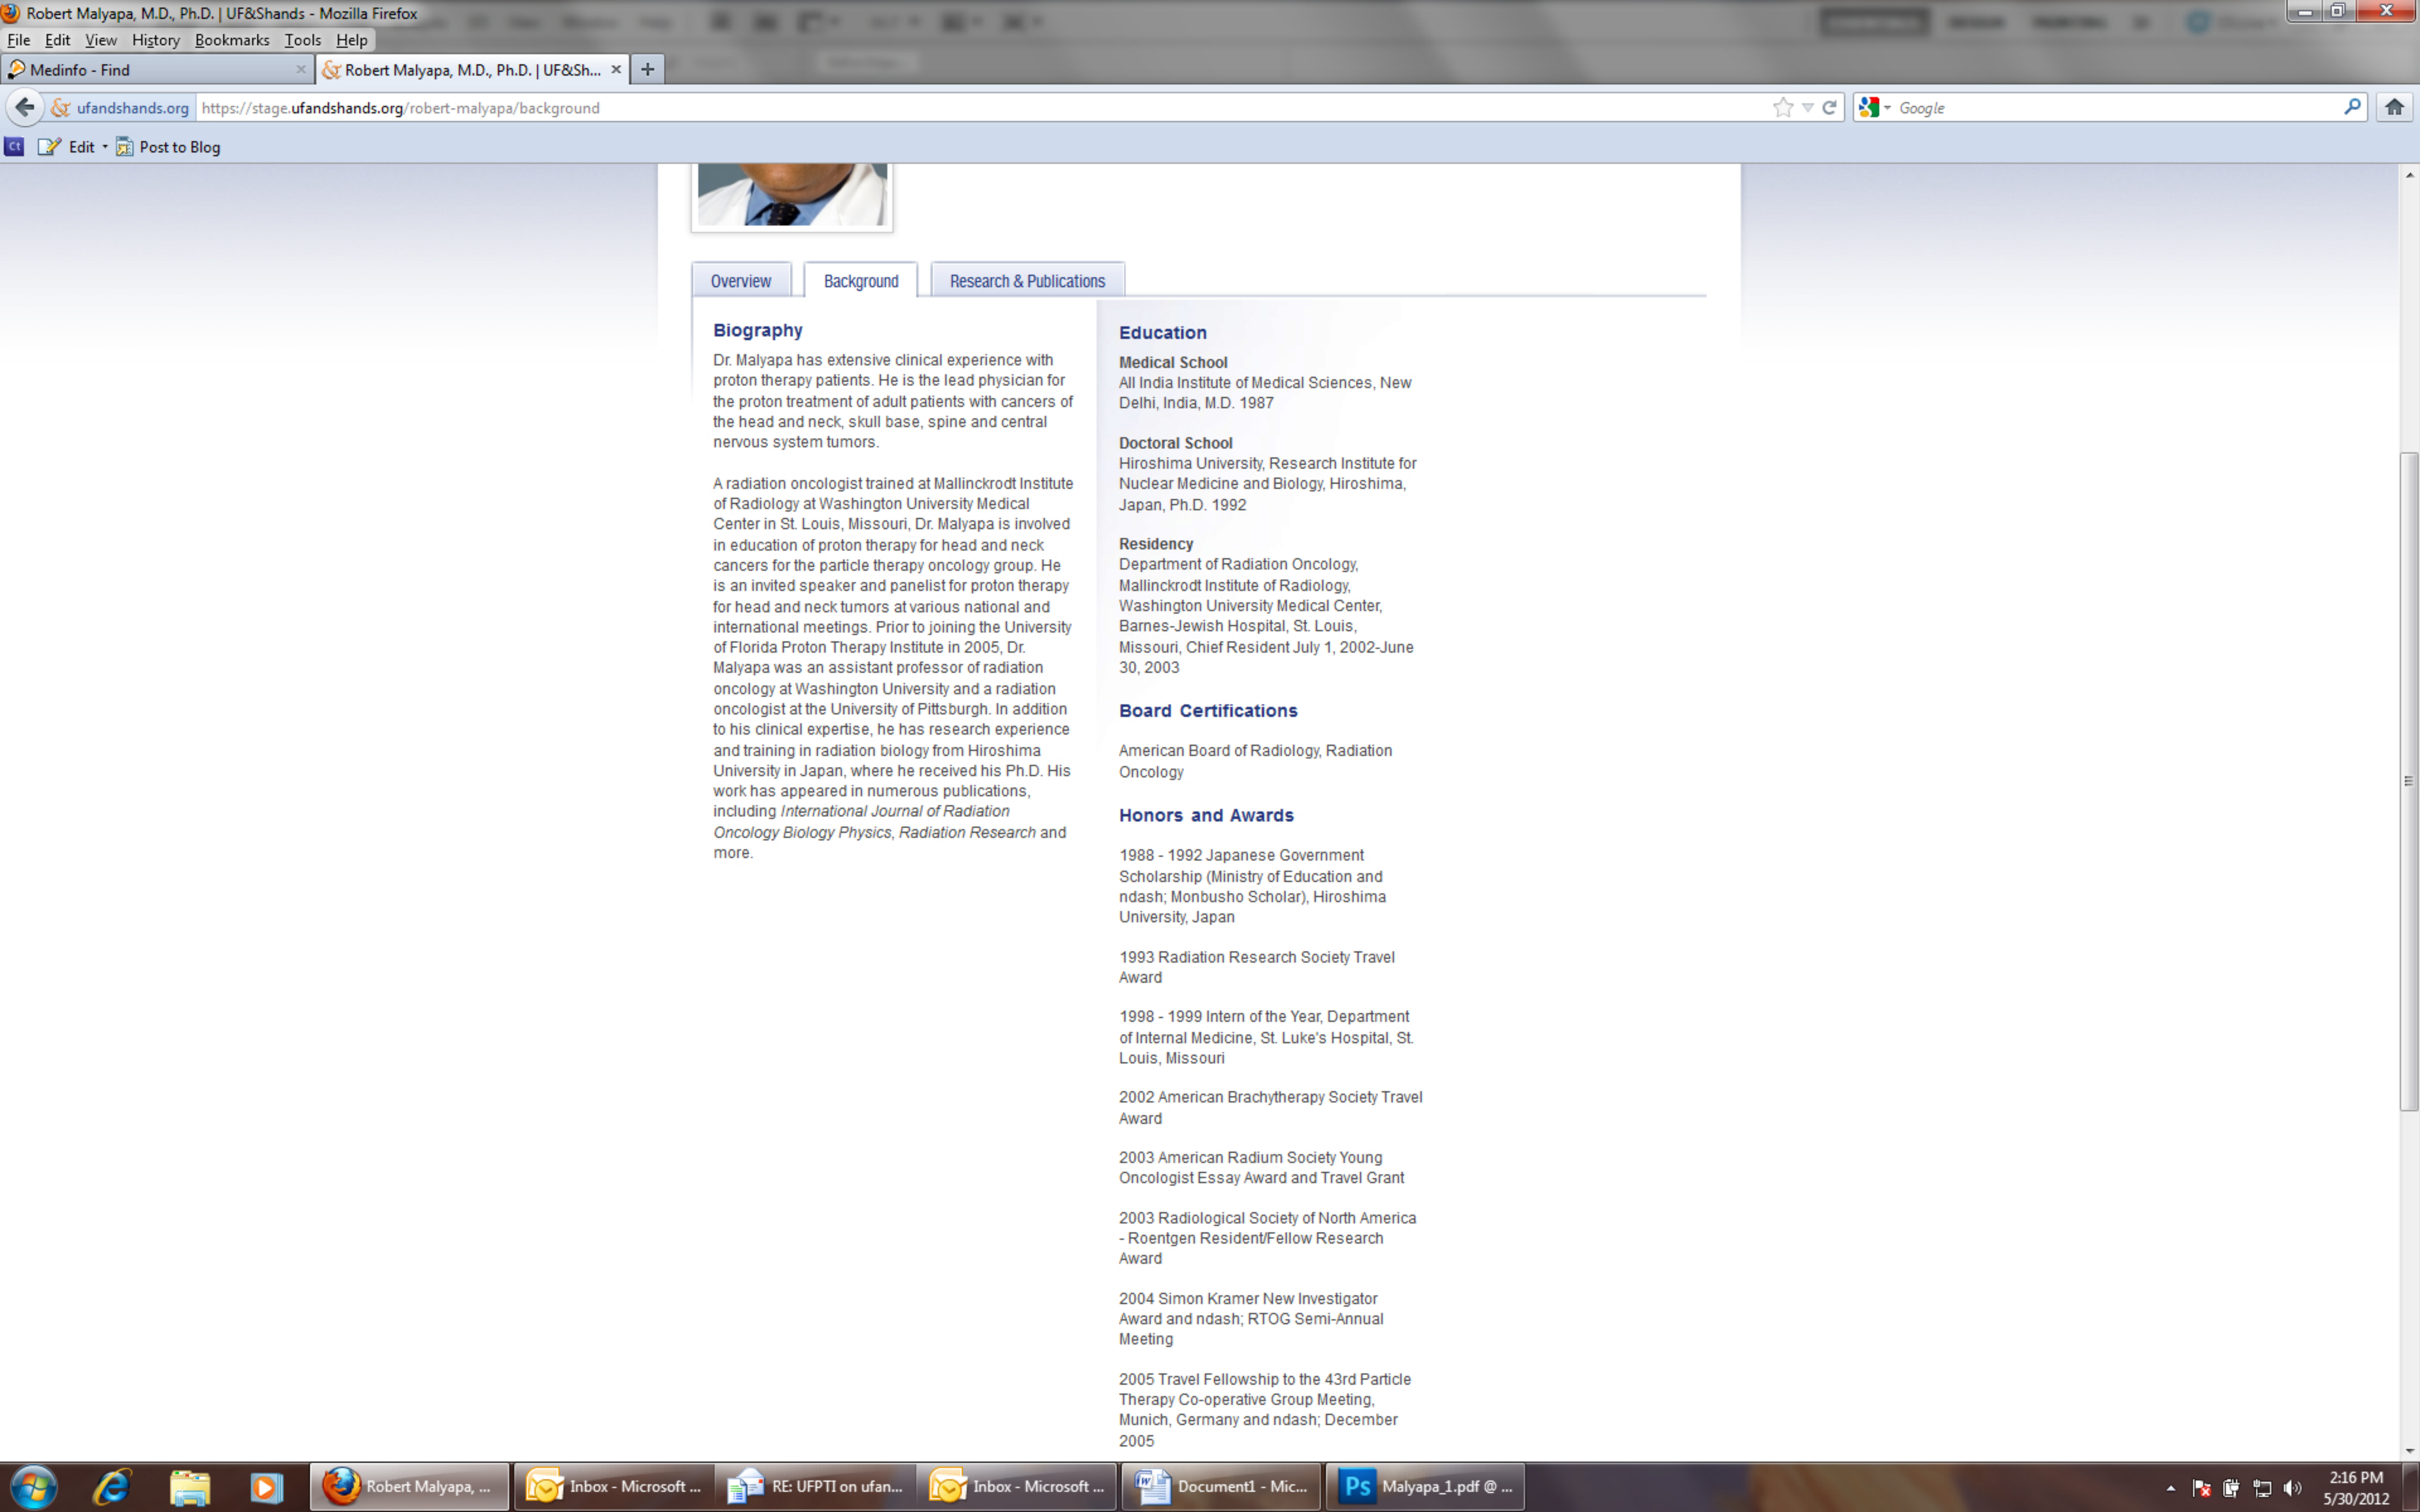 Robert Malyapa, M.D., Ph.D. | UF&Shands - Mozilla Firefox
File Edit View History Bookmarks Tools Help
Medinfo - Find
Robert Malyapa, M.D., Ph.D. | UF&Sh...
ufandshands.org https://stage.ufandshands.org/robert-malyapa/background
Google
Ct Edit Post to Blog
Overview Background Research & Publications
Biography
Dr. Malyapa has extensive clinical experience with
proton therapy patients. He is the lead physician for
the proton treatment of adult patients with cancers of
the head and neck, skull base, spine and central
nervous system tumors.
A radiation oncologist trained at Mallinckrodt Institute
of Radiology at Washington University Medical
Center in St. Louis, Missouri, Dr. Malyapa is involved
in education of proton therapy for head and neck
cancers for the particle therapy oncology group. He
is an invited speaker and panelist for proton therapy
for head and neck tumors at various national and
international meetings. Prior to joining the University
of Florida Proton Therapy Institute in 2005, Dr.
Malyapa was an assistant professor of radiation
oncology at Washington University and a radiation
oncologist at the University of Pittsburgh. In addition
to his clinical expertise, he has research experience
and training in radiation biology from Hiroshima
University in Japan, where he received his Ph.D. His
work has appeared in numerous publications,
including International Journal of Radiation
Oncology Biology Physics, Radiation Research and
more.
Education
Medical School
All India Institute of Medical Sciences, New
Delhi, India, M.D. 1987
Doctoral School
Hiroshima University, Research Institute for
Nuclear Medicine and Biology, Hiroshima,
Japan, Ph.D. 1992
Residency
Department of Radiation Oncology,
Mallinckrodt Institute of Radiology,
Washington University Medical Center,
Barnes-Jewish Hospital, St. Louis,
Missouri, Chief Resident July 1, 2002-June
30, 2003
Board Certifications
American Board of Radiology, Radiation
Oncology
Honors and Awards
1988 - 1992 Japanese Government
Scholarship (Ministry of Education and
ndash; Monbusho Scholar), Hiroshima
University, Japan
1993 Radiation Research Society Travel
Award
1998 - 1999 Intern of the Year, Department
of Internal Medicine, St. Luke's Hospital, St.
Louis, Missouri
2002 American Brachytherapy Society Travel
Award
2003 American Radium Society Young
Oncologist Essay Award and Travel Grant
2003 Radiological Society of North America
- Roentgen Resident/Fellow Research
Award
2004 Simon Kramer New Investigator
Award and ndash; RTOG Semi-Annual
Meeting
2005 Travel Fellowship to the 43rd Particle
Therapy Co-operative Group Meeting,
Munich, Germany and ndash; December
2005
Robert Malyapa, ... Inbox - Microsoft ... RE: UFPTI on ufan... Inbox - Microsoft ... Document1 - Mic... Ps Malyapa_1.pdf @ ...
2:16 PM
5/30/2012